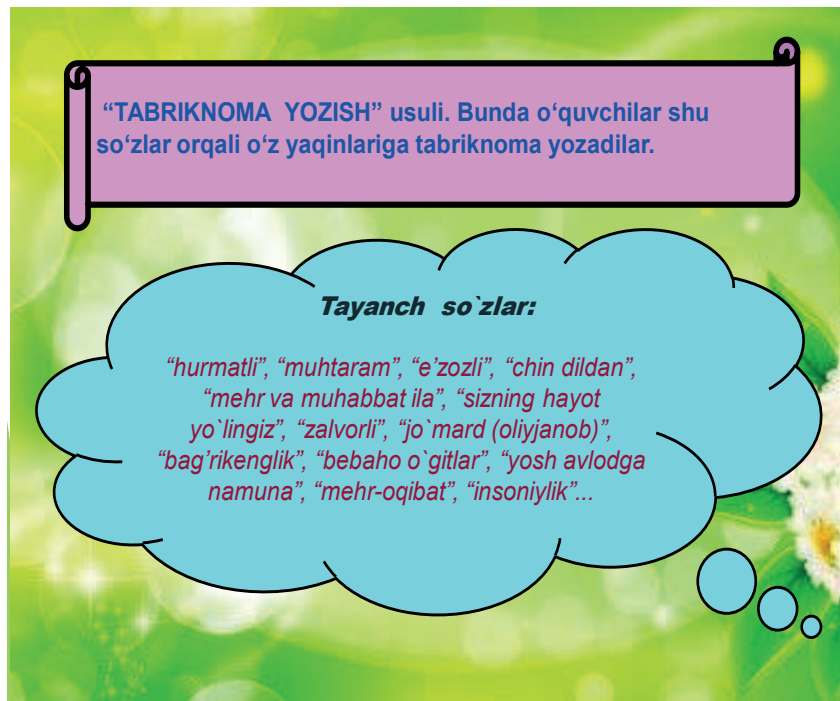 “TABRIKNOMA YOZISH” usuli. Bunda o‘quvchilar shu
so‘zlar orqali o‘z yaqinlariga tabriknoma yozadilar.
Tayanch so`zlar:
“hurmatli”, “muhtaram”, “e’zozli”, “chin dildan”,
“mehr va muhabbat ila”, “sizning hayot
yo`lingiz”, “zalvorli”, “jo`mard (oliyjanob)”,
“bag’rikenglik”, “bebaho o`gitlar”, “yosh avlodga
namuna”, “mehr-oqibat”, “insoniylik”...